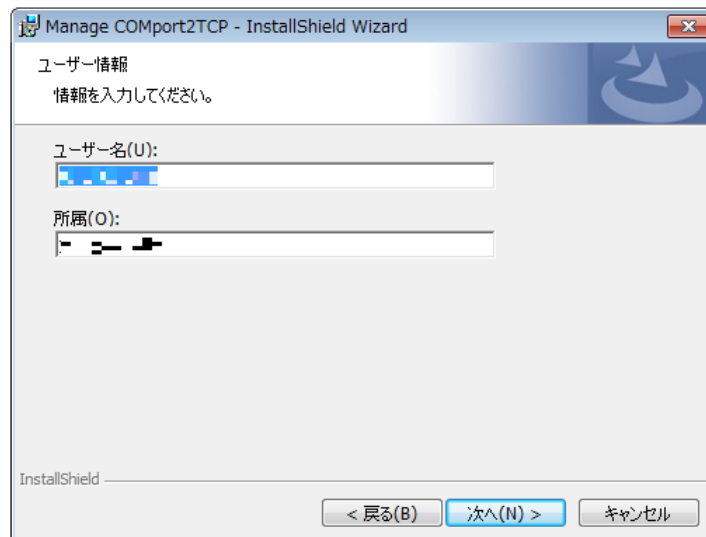 Manage COMport2TCP - InstallShield Wizard
ユーザー情報
情報を入力してください。
ユーザー名(U):
所属(O):
InstallShield
< 戻る(B) 次へ(N) > キャンセル